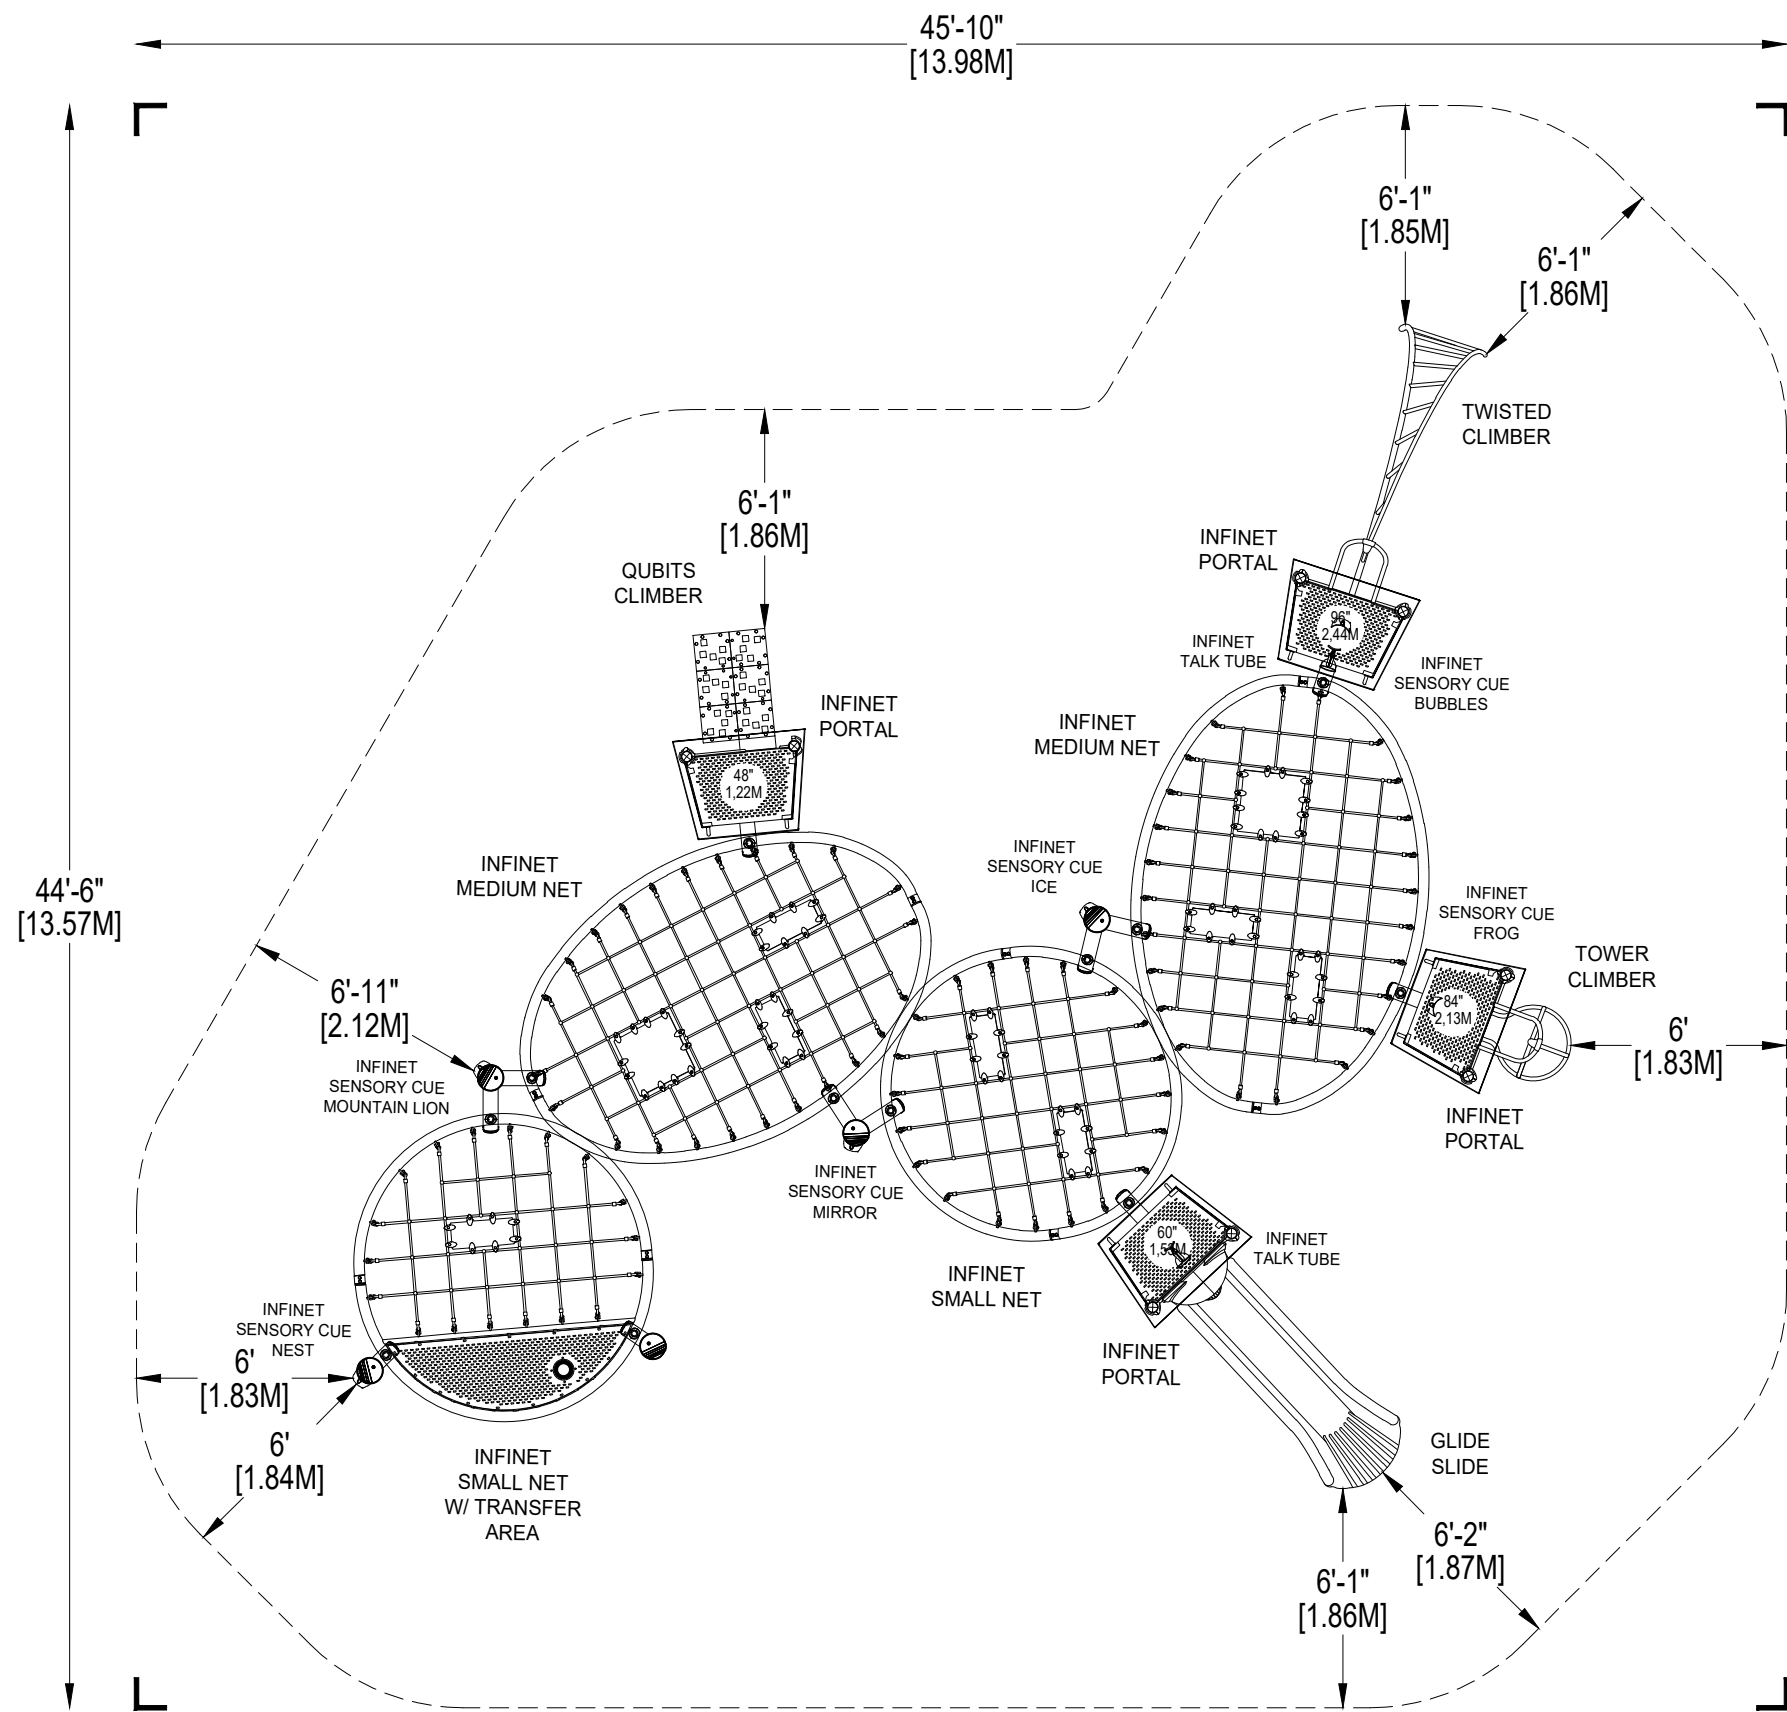 45'-10"
[13.98M]
6'-1"
[1.85M]
6'-1"
[1.86M]
TWISTED
CLIMBER
6'-1"
[1.86M]
QUBITS
CLIMBER
INFINET
PORTAL
96"
2,44M
INFINET
TALK TUBE
INFINET
SENSORY CUE
BUBBLES
INFINET
PORTAL
INFINET
MEDIUM NET
48"
1,22M
INFINET
MEDIUM NET
INFINET
SENSORY CUE
ICE
44'-6"
[13.57M]
INFINET
SENSORY CUE
FROG
TOWER
CLIMBER
84"
2,13M
6'-11"
[2.12M]
6'
[1.83M]
INFINET
SENSORY CUE
MOUNTAIN LION
INFINET
PORTAL
INFINET
SENSORY CUE
MIRROR
60"
INFINET
TALK TUBE
INFINET
SMALL NET
INFINET
SENSORY CUE
NEST
6'
[1.83M]
INFINET
PORTAL
6'
[1.84M]
INFINET
SMALL NET
W/ TRANSFER
AREA
GLIDE
SLIDE
6'-2"
[1.87M]
6'-1"
[1.86M]